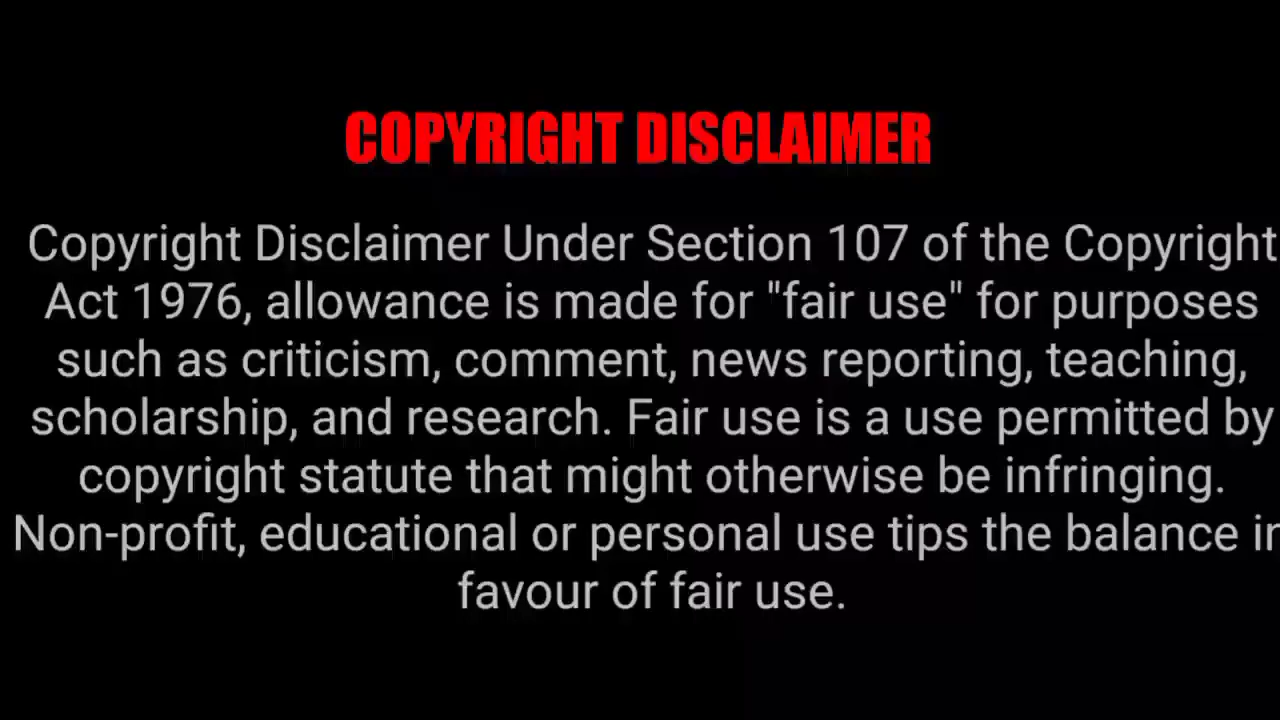 COPYRIGHT DISCLAIMER
Copyright Disclaimer Under Section 107 of the Copyright
Act 1976, allowance is made for "fair use" for purposes
such as criticism, comment, news reporting, teaching,
scholarship, and research. Fair use is a use permitted by
copyright statute that might otherwise be infringing.
Non-profit, educational or personal use tips the balance in
favour of fair use.